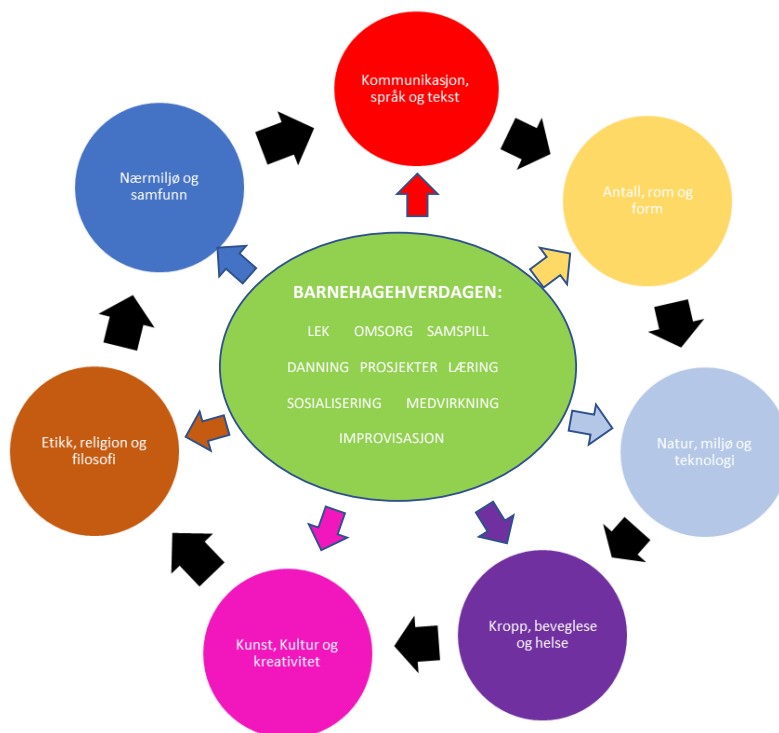 Kommunikasjon,
språk og tekst
Nærmiljø og
samfunn
Antall, rom og
form
BARNEHAGEHVERDAGEN:
LEK OMSORG SAMSPILL
DANNING PROSJEKTER LÆRING
SOSIALISERING MEDVIRKNING
IMPROVISASJON
Etikk, religion og
filosofi
Natur, miljø og
teknologi
Kunst, Kultur og
kreativitet
Kropp, beveglese
og helse